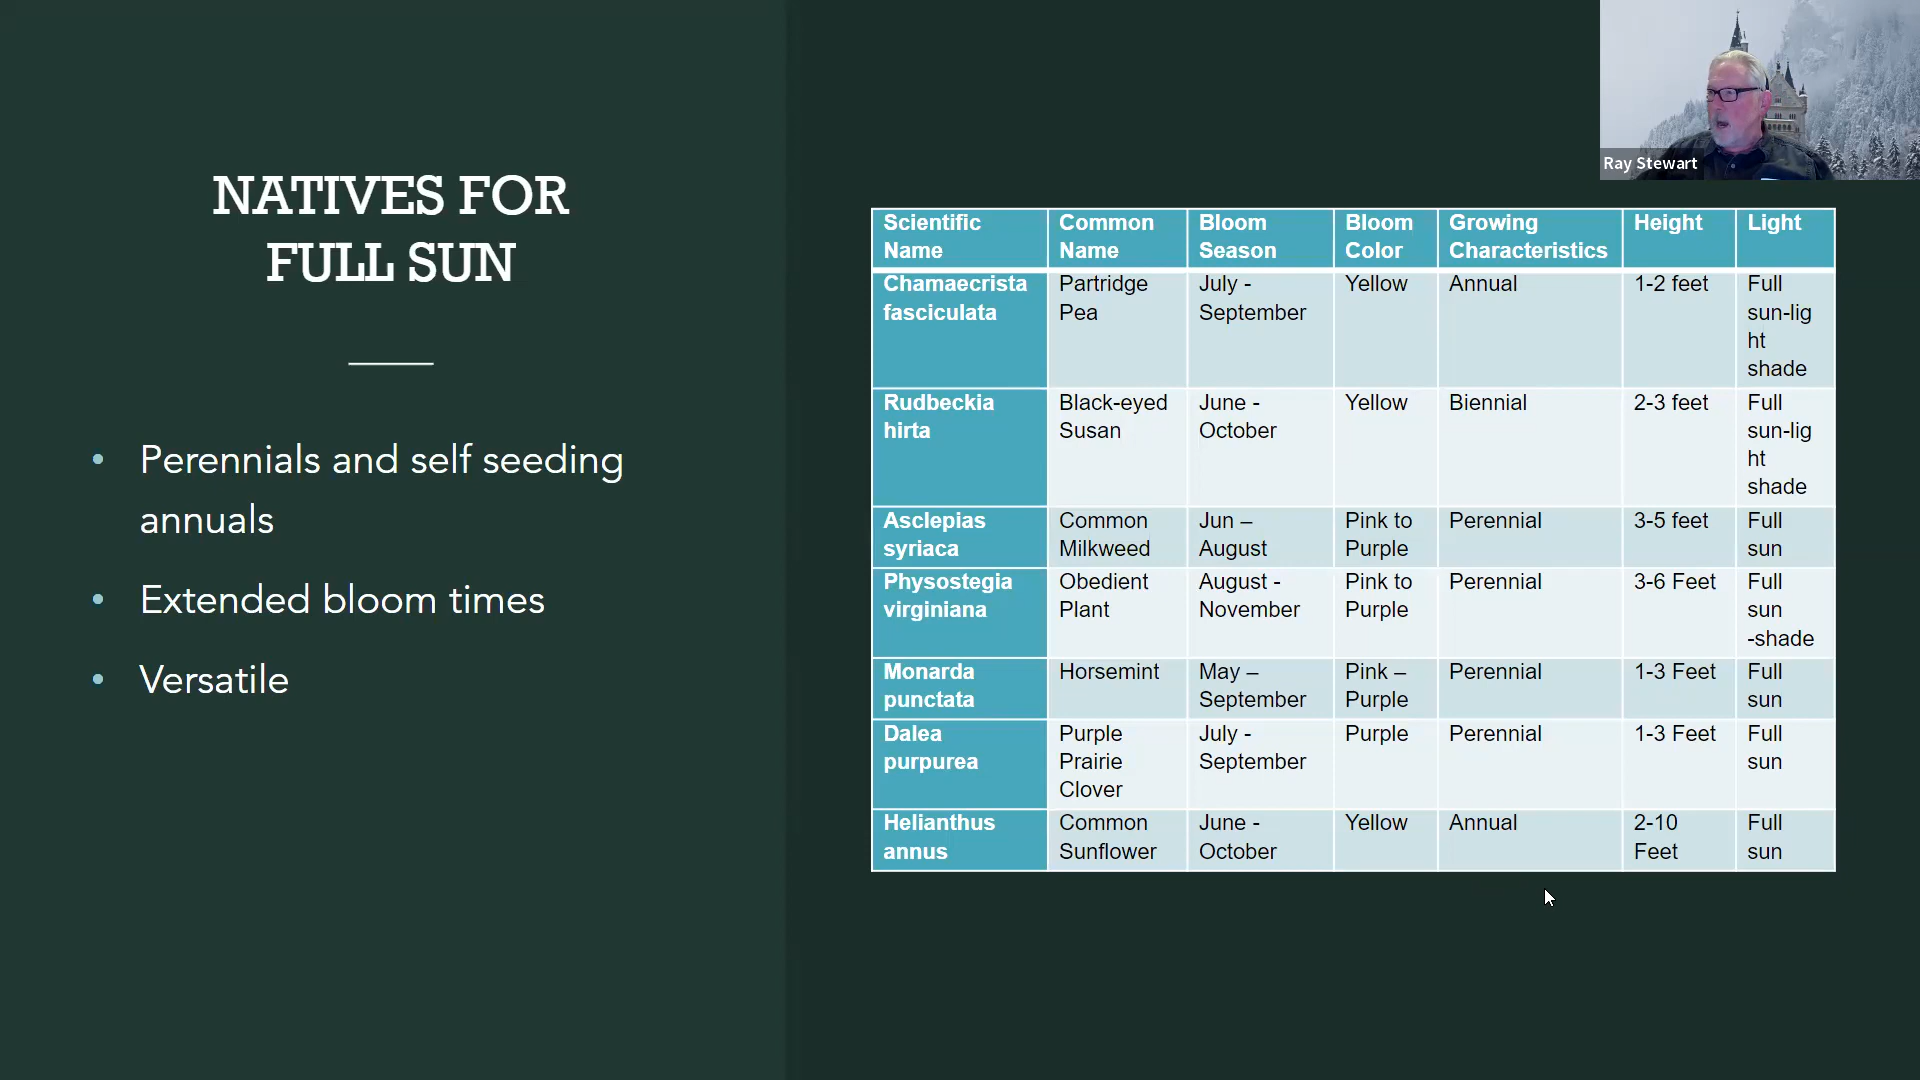 NATIVES FOR
FULL SUN
• Perennials and self seeding
annuals
• Extended bloom times
• Versatile
Ray Stewart
Scientific Name Common Name Bloom Season Bloom Color Growing Characteristics Height Light
Chamaecrista fasciculata Partridge Pea July - September Yellow Annual 1-2 feet Full sun-lig ht shade
Rudbeckia hirta Black-eyed Susan June - October Yellow Biennial 2-3 feet Full sun-lig ht shade
Asclepias syriaca Common Milkweed Jun – August Pink to Purple Perennial 3-5 feet Full sun
Physostegia virginiana Obedient Plant August - November Pink to Purple Perennial 3-6 Feet Full sun -shade
Monarda punctata Horsemint May – September Pink – Purple Perennial 1-3 Feet Full sun
Dalea purpurea Purple Prairie Clover July - September Purple Perennial 1-3 Feet Full sun
Helianthus annus Common Sunflower June - October Yellow Annual 2-10 Feet Full sun